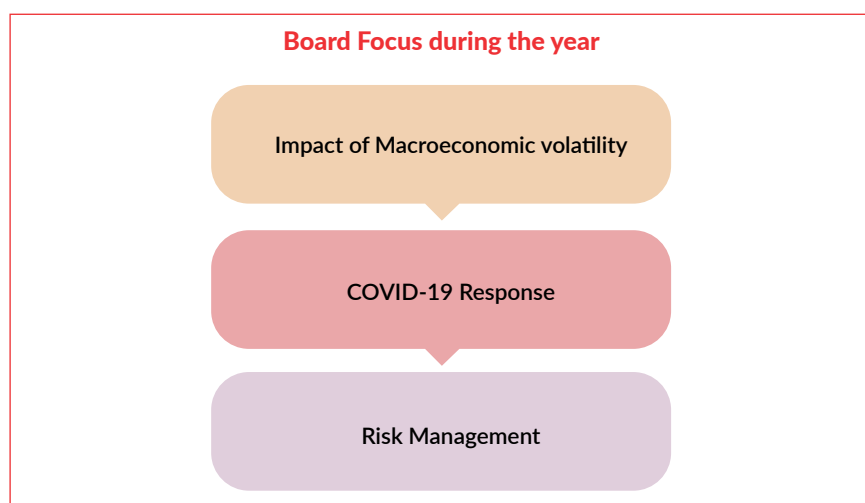 Board Focus during the year
Impact of Macroeconomic volatility
COVID-19 Response
Risk Management